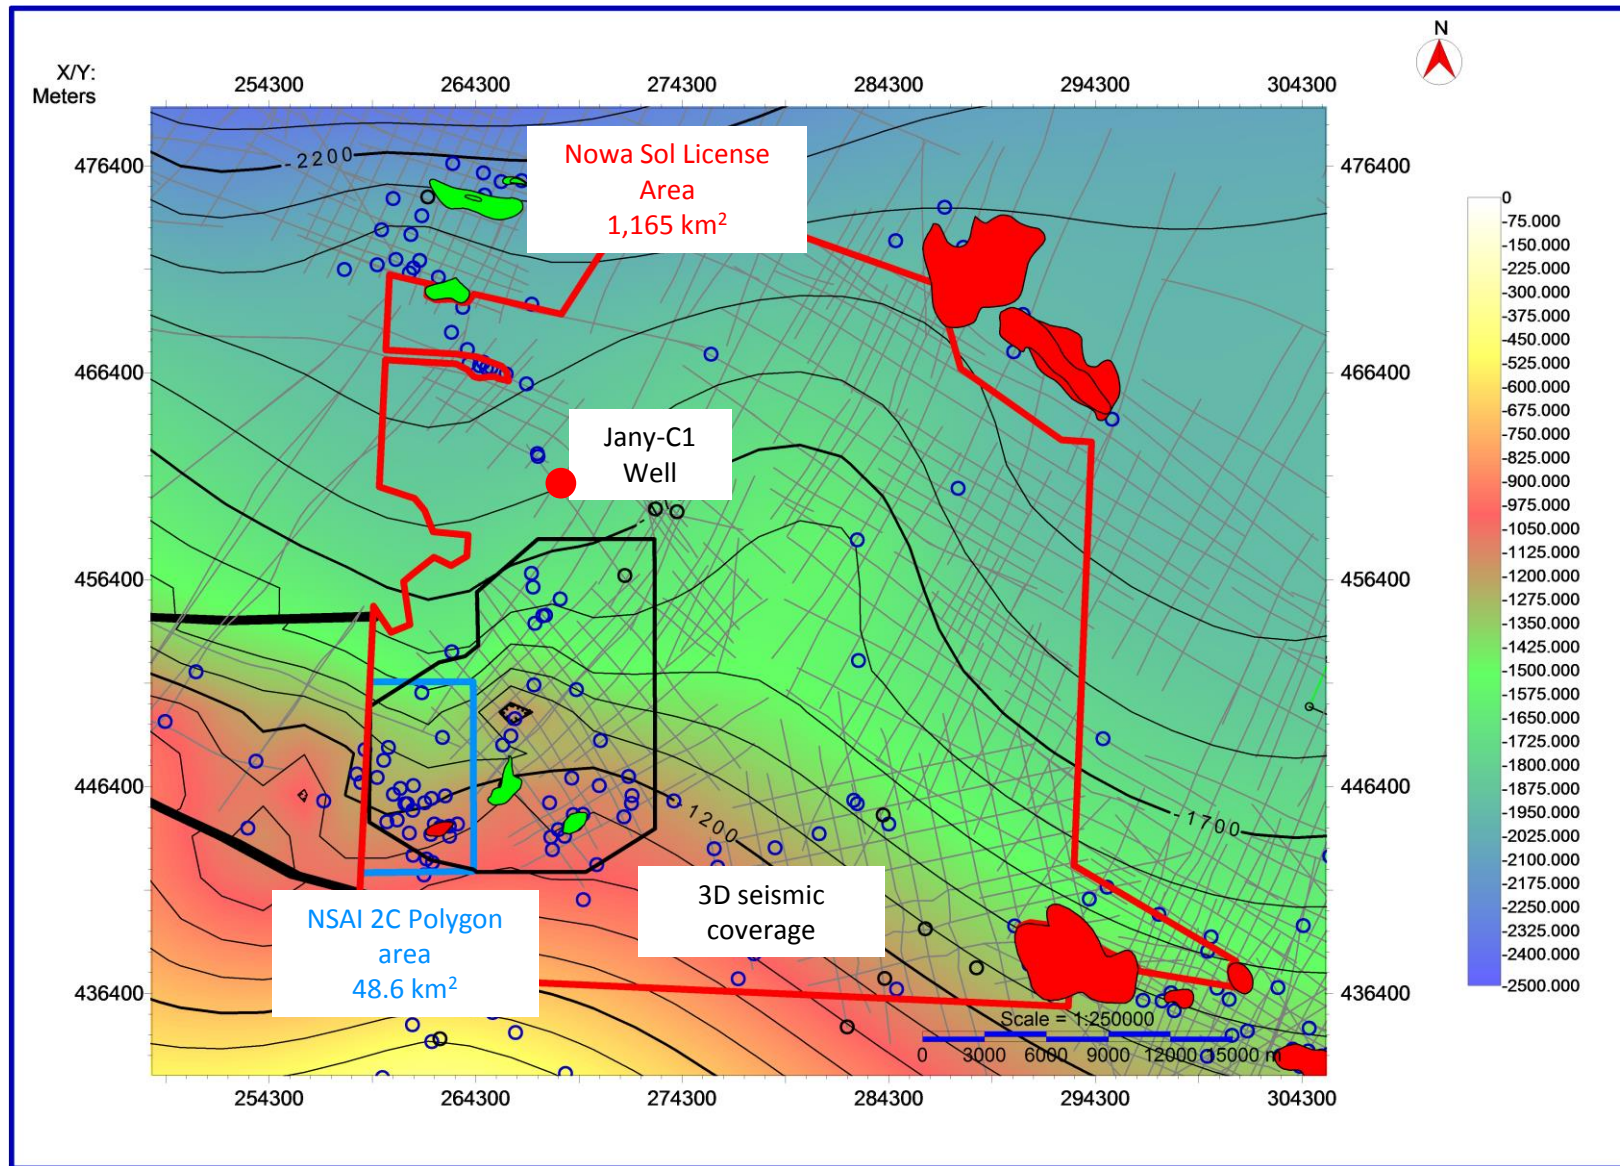 N
X/Y:
Meters
254300 264300 274300 284300 294300 304300
476400
466400
456400
446400
436400
-2200
Nowa Sol License
Area
1,165 km²
Jany-C1
Well
-1200
-1700
3D seismic
coverage
NSAI 2C Polygon
area
48.6 km²
Scale = 1:250000
0 3000 6000 9000 12000 15000 m
476400
466400
456400
446400
436400
254300 264300 274300 284300 294300 304300
0
-75.000
-150.000
-225.000
-300.000
-375.000
-450.000
-525.000
-600.000
-675.000
-750.000
-825.000
-900.000
-975.000
-1050.000
-1125.000
-1200.000
-1275.000
-1350.000
-1425.000
-1500.000
-1575.000
-1650.000
-1725.000
-1800.000
-1875.000
-1950.000
-2025.000
-2100.000
-2175.000
-2250.000
-2325.000
-2400.000
-2500.000